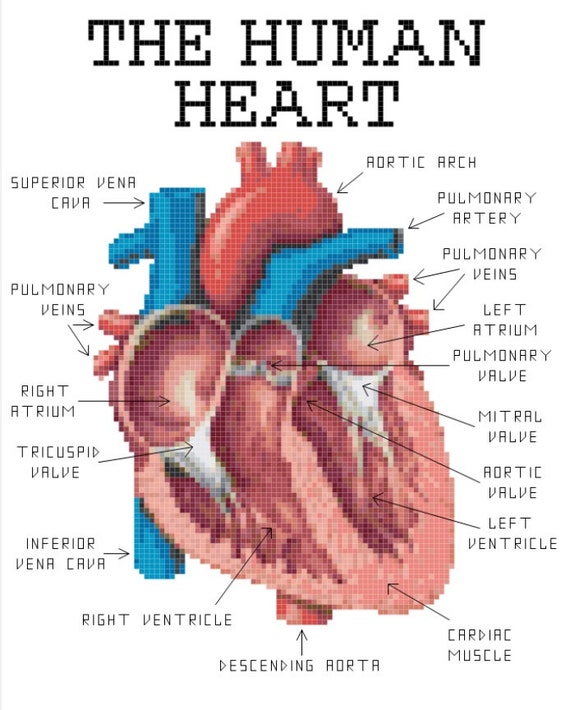 THE HUMAN
HEART
AORTIC ARCH
SUPERIOR VENA
CAVA
PULMONARY
ARTERY
PULMONARY
VEINS
PULMONARY
VEINS
LEFT
ATRIUM
PULMONARY
VALVE
RIGHT
ATRIUM
MITRAL
VALVE
TRICUSPID
VALVE
AORTIC
VALVE
LEFT
VENTRICLE
INFERIOR
VENA CAVA
RIGHT VENTRICLE
CARDIAC
MUSCLE
DESCENDING AORTA